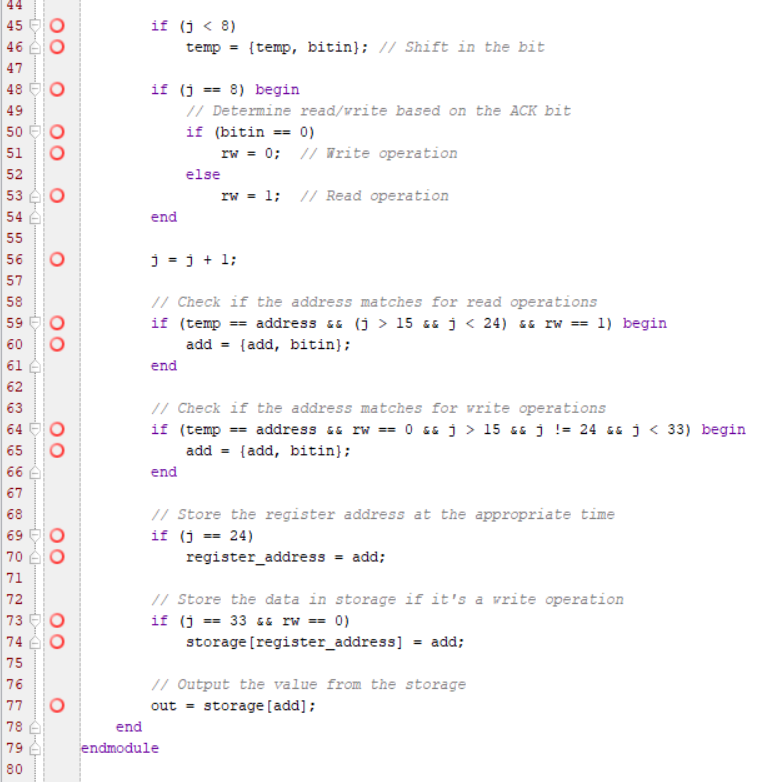 44
45 if (j < 8)
46 temp = {temp, bitin}; // Shift in the bit
47
48 if (j == 8) begin
49 // Determine read/write based on the ACK bit
50 if (bitin == 0)
51 rw = 0; // Write operation
52 else
53 rw = 1; // Read operation
54 end
55
56 j = j + 1;
57
58 // Check if the address matches for read operations
59 if (temp == address && (j > 15 && j < 24) && rw == 1) begin
60 add = {add, bitin};
61 end
62
63 // Check if the address matches for write operations
64 if (temp == address && rw == 0 && j > 15 && j != 24 && j < 33) begin
65 add = {add, bitin};
66 end
67
68 // Store the register address at the appropriate time
69 if (j == 24)
70 register_address = add;
71
72 // Store the data in storage if it's a write operation
73 if (j == 33 && rw == 0)
74 storage[register_address] = add;
75
76 // Output the value from the storage
77 out = storage[add];
78 end
79 endmodule
80